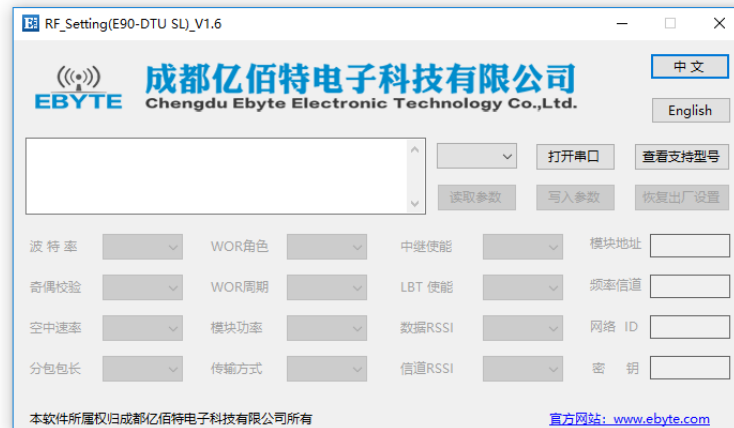 RF_Setting(E90-DTU SL)_V1.6
EBYTE
成都亿佰特电子科技有限公司
Chengdu Ebyte Electronic Technology Co.,Ltd.
中 文
English
打开串口
查看支持型号
读取参数
写入参数
恢复出厂设置
波 特 率
WOR角色
中继使能
模块地址
奇偶校验
WOR周期
LBT 使能
频率信道
空中速率
模块功率
数据RSSI
网络 ID
分包包长
传输方式
信道RSSI
密 钥
本软件所属权归成都亿佰特电子科技有限公司所有
官方网站：www.ebyte.com